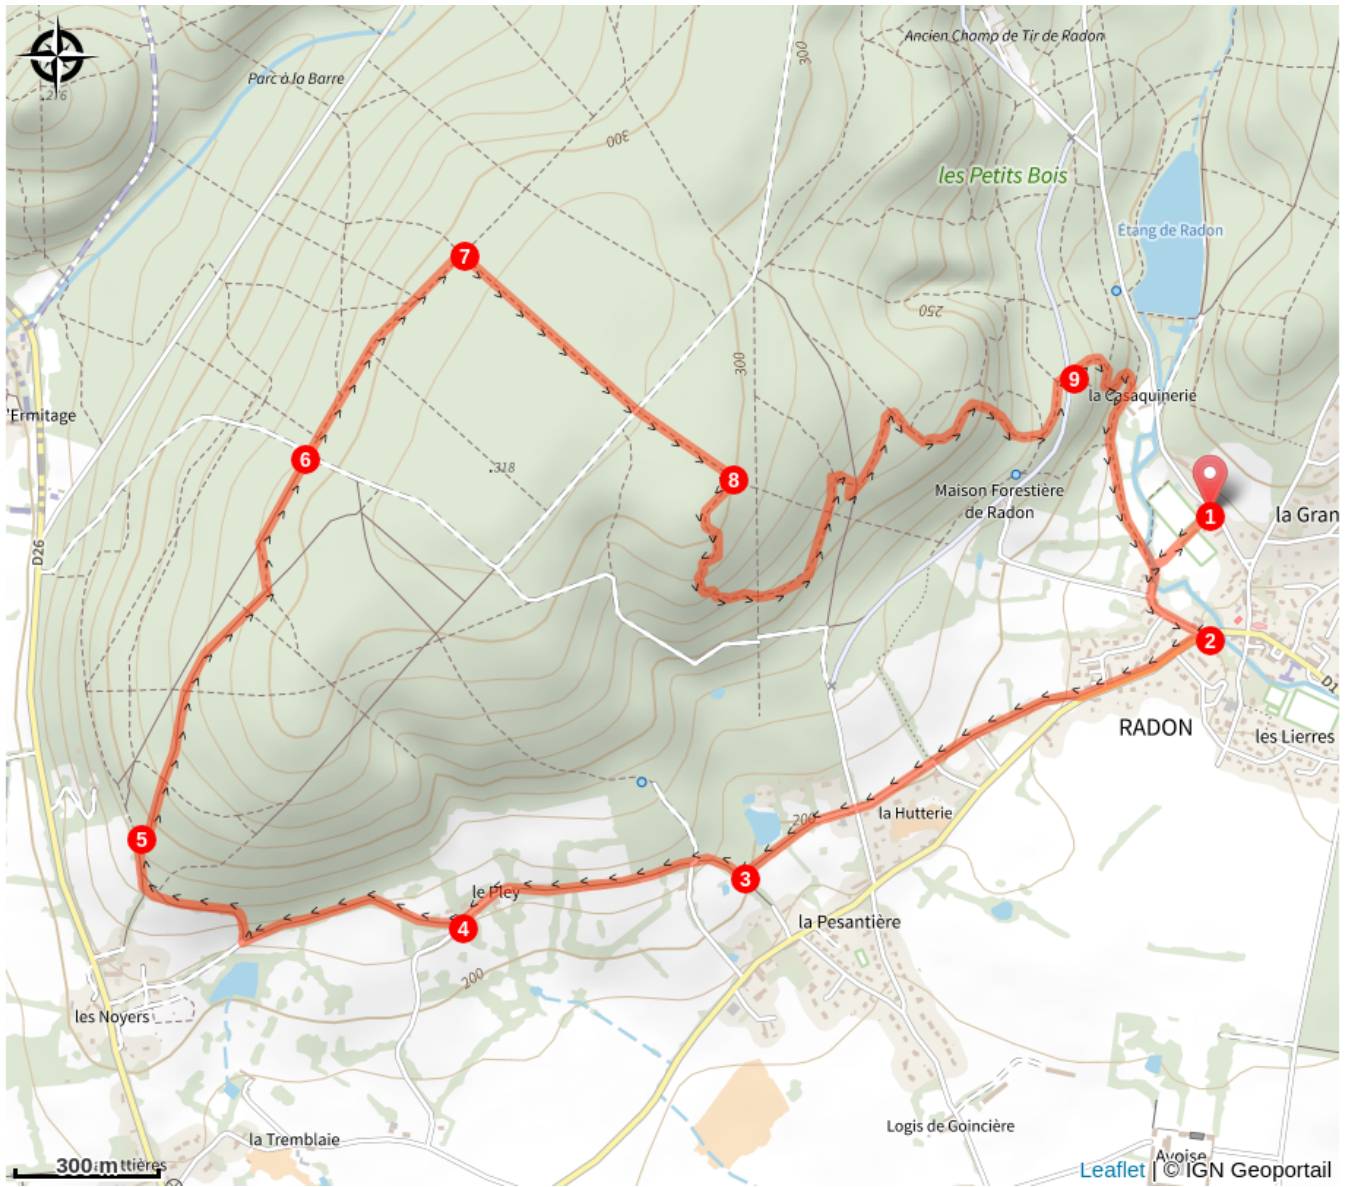 Ancien Champ de Tir de Radon
300
Parc à la Barre
.276
300
les Petits Bois
Étang de Radon
7
250
300
9
la Casaquinerie
'Ermitage
6
.318
8
Maison Forestière
de Radon
1
la Gran
D26
2
D1
RADON
les Lierres
la Hutterie
200
5
3
le Pley
4
la Pesantière
200
les Noyers
Logis de Goincière
la Tremblaie
Avoise
300 m
ttières
Leaflet | © IGN Geoportail